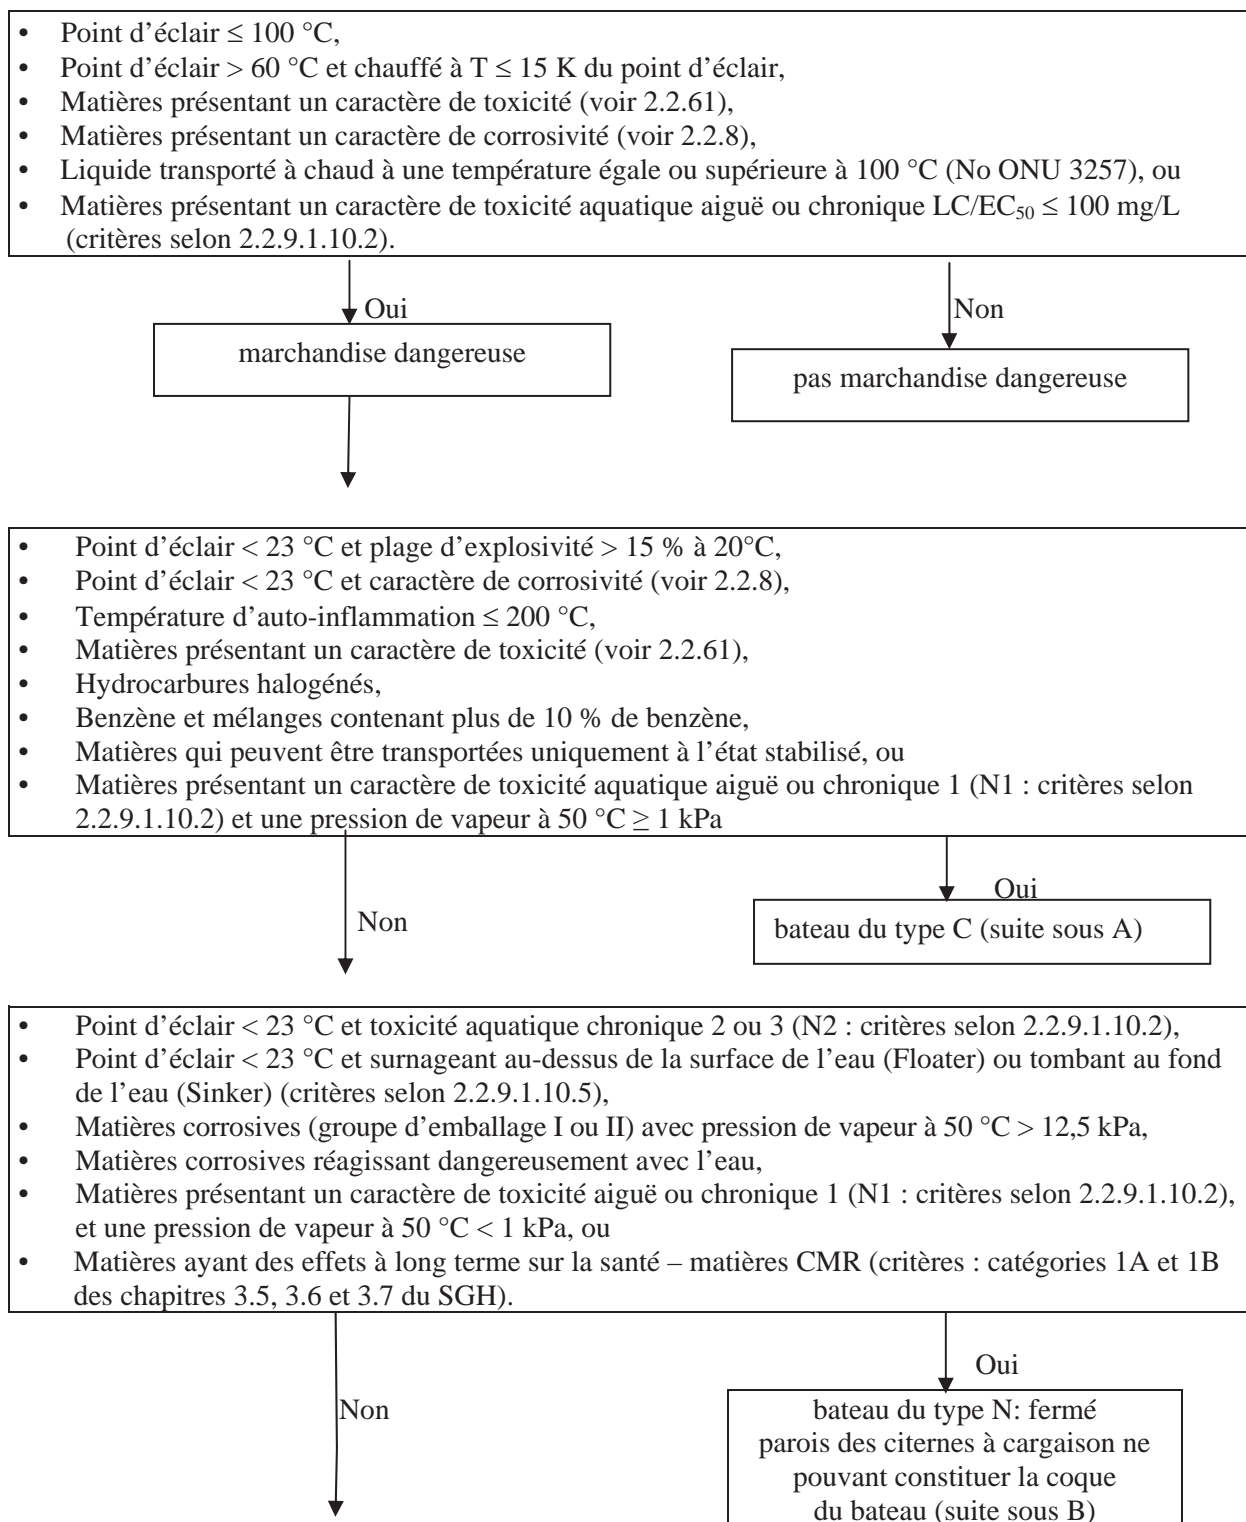 • Point d’éclair ≤ 100 °C,
• Point d’éclair > 60 °C et chauffé à T ≤ 15 K du point d’éclair,
• Matières présentant un caractère de toxicité (voir 2.2.61),
• Matières présentant un caractère de corrosivité (voir 2.2.8),
• Liquide transporté à chaud à une température égale ou supérieure à 100 °C (No ONU 3257), ou
• Matières présentant un caractère de toxicité aquatique aiguë ou chronique LC/EC₅₀ ≤ 100 mg/L
(critères selon 2.2.9.1.10.2).
Oui
Non
marchandise dangereuse
pas marchandise dangereuse
• Point d’éclair < 23 °C et plage d’explosivité > 15 % à 20°C,
• Point d’éclair < 23 °C et caractère de corrosivité (voir 2.2.8),
• Température d’auto-inflammation ≤ 200 °C,
• Matières présentant un caractère de toxicité (voir 2.2.61),
• Hydrocarbures halogénés,
• Benzène et mélanges contenant plus de 10 % de benzène,
• Matières qui peuvent être transportées uniquement à l’état stabilisé, ou
• Matières présentant un caractère de toxicité aquatique aiguë ou chronique 1 (N1 : critères selon
2.2.9.1.10.2) et une pression de vapeur à 50 °C ≥ 1 kPa
Oui
Non
bateau du type C (suite sous A)
• Point d’éclair < 23 °C et toxicité aquatique chronique 2 ou 3 (N2 : critères selon 2.2.9.1.10.2),
• Point d’éclair < 23 °C et surnageant au-dessus de la surface de l’eau (Floater) ou tombant au fond
de l’eau (Sinker) (critères selon 2.2.9.1.10.5),
• Matières corrosives (groupe d’emballage I ou II) avec pression de vapeur à 50 °C > 12,5 kPa,
• Matières corrosives réagissant dangereusement avec l’eau,
• Matières présentant un caractère de toxicité aiguë ou chronique 1 (N1 : critères selon 2.2.9.1.10.2),
et une pression de vapeur à 50 °C < 1 kPa, ou
• Matières ayant des effets à long terme sur la santé – matières CMR (critères : catégories 1A et 1B
des chapitres 3.5, 3.6 et 3.7 du SGH).
Oui
Non
bateau du type N: fermé
parois des citernes à cargaison ne
pouvant constituer la coque
du bateau (suite sous B)